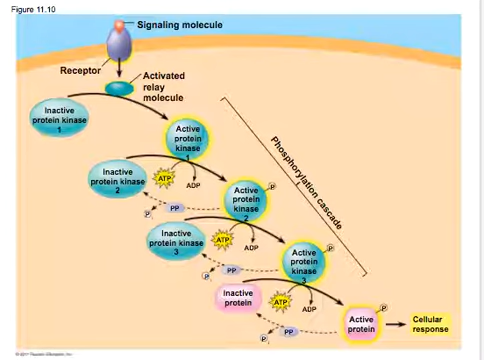 Figure 11.10
Signaling molecule
Receptor
Activated
relay
molecule
Inactive
protein kinase
1
Active
protein
kinase
1
Phosphorylation cascade
Inactive
protein kinase
2
ATP
ADP
P
Active
protein
kinase
2
PP
P
Inactive
protein kinase
3
ATP
ADP
P
Active
protein
kinase
3
PP
P
Inactive
protein
ATP
ADP
P
Active
protein
PP
P
Cellular
response